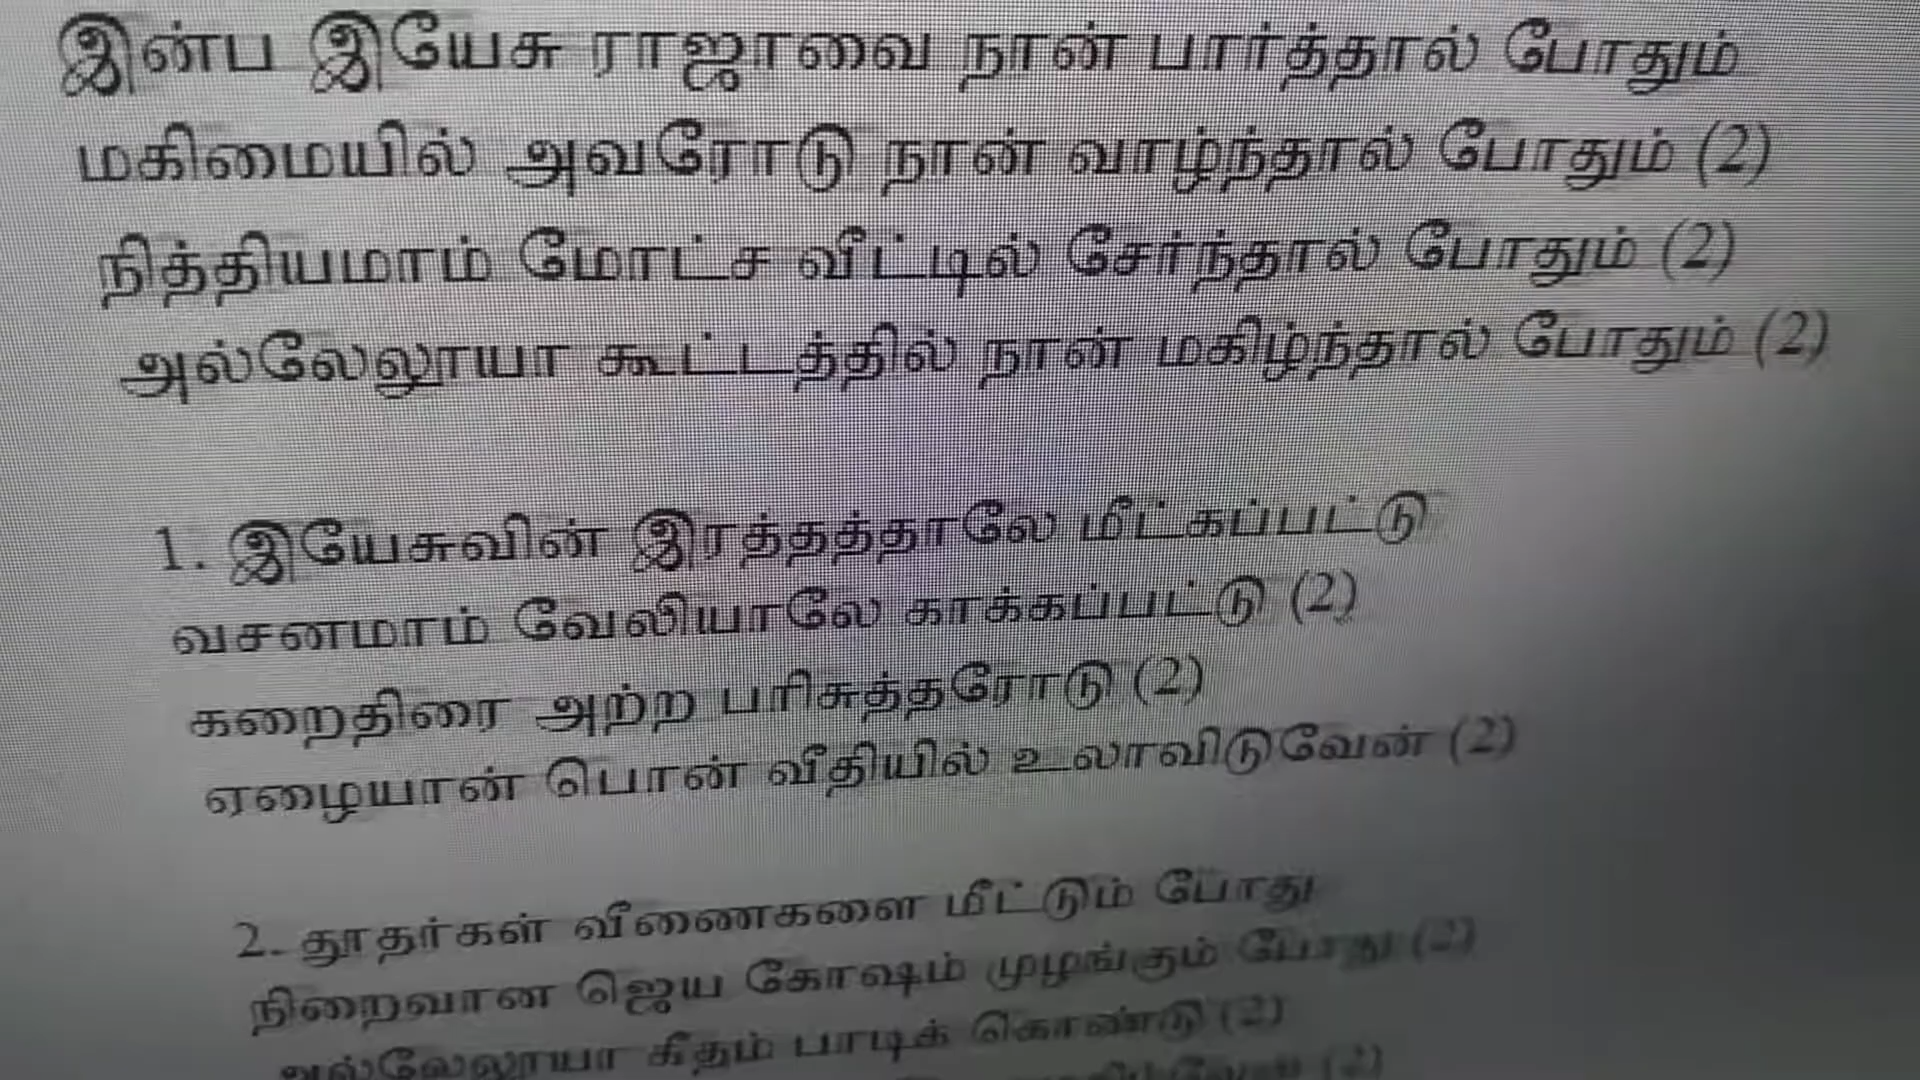 இன்ப இயேசு ராஜாவை நான் பார்த்தால் போதும்
மகிமையில் அவரோடு நான் வாழ்ந்தால் போதும் (2)
நித்தியமாம் மோட்ச வீட்டில் சேர்ந்தால் போதும் (2)
அல்லேலூயா கூட்டத்தில் நான் மகிழ்ந்தால் போதும் (2)
1. இயேசுவின் இரத்தத்தாலே மீட்கப்பட்டு
வசனமாம் வேலியாலே காக்கப்பட்டு (2)
கறைதிரை அற்ற பரிசுத்தரோடு (2)
ஏழையான் பொன் வீதியில் உலாவிடுவேன் (2)
2. தூதர்கள் வீணைகளை மீட்டும் போது
நிறைவான ஜெய கோஷம் முழங்கும் போது (2)
அல்லேலூயா கீதம் பாடிக் கொண்டு (2)
(2)